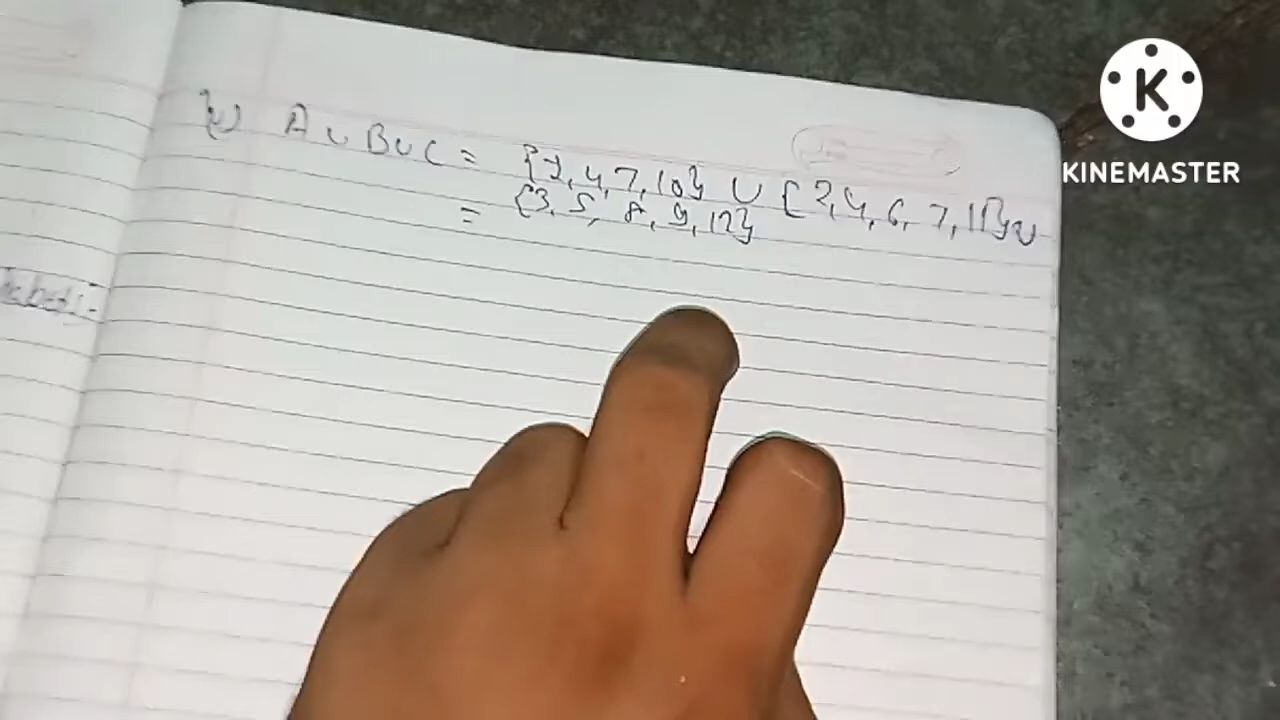 A ∪ B ∪ C = {1, 4, 7, 10} ∪ {2, 4, 6, 7, 11} ∪
= {3, 5, 8, 9, 12}
K
KINEMASTER